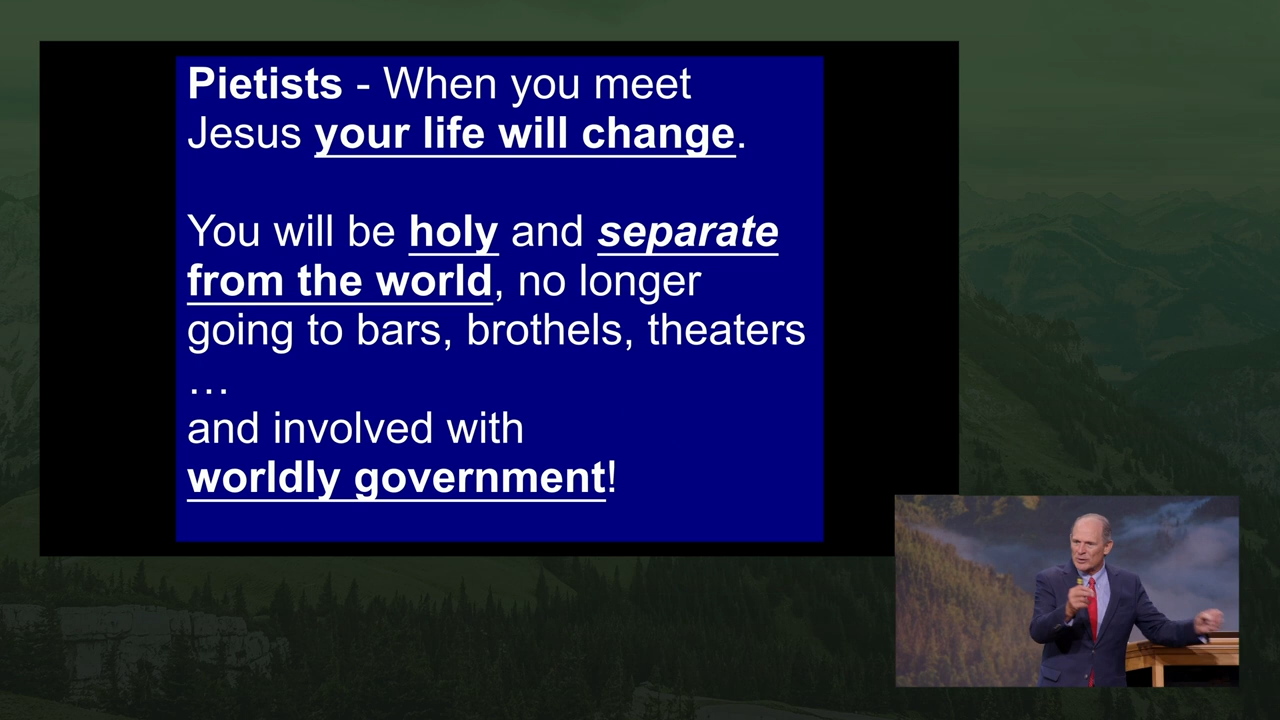 Pietists - When you meet
Jesus your life will change.
You will be holy and separate
from the world, no longer
going to bars, brothels, theaters
…
and involved with
worldly government!